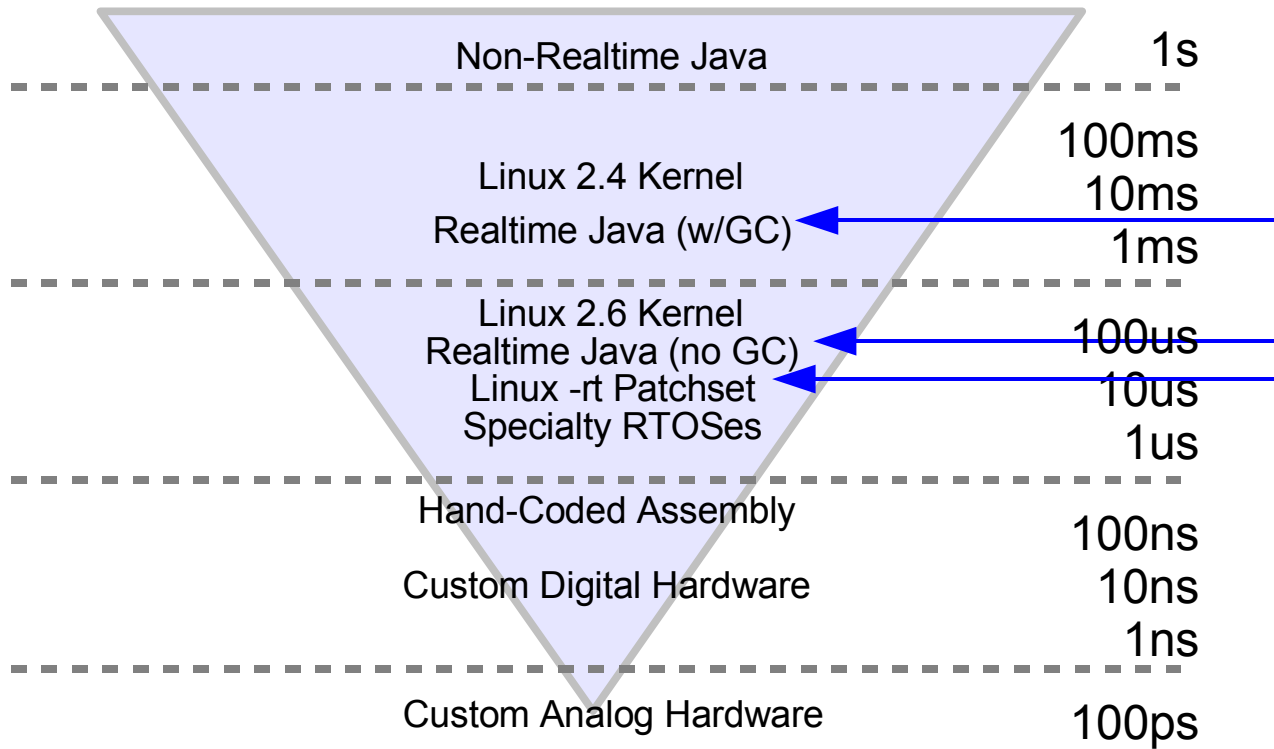 Non-Realtime Java
1s
100ms
Linux 2.4 Kernel
10ms
Realtime Java (w/GC)
1ms
Linux 2.6 Kernel
100us
Realtime Java (no GC)
Linux -rt Patchset
10us
Specialty RTOSes
1us
Hand-Coded Assembly
100ns
Custom Digital Hardware
10ns
1ns
Custom Analog Hardware
100ps